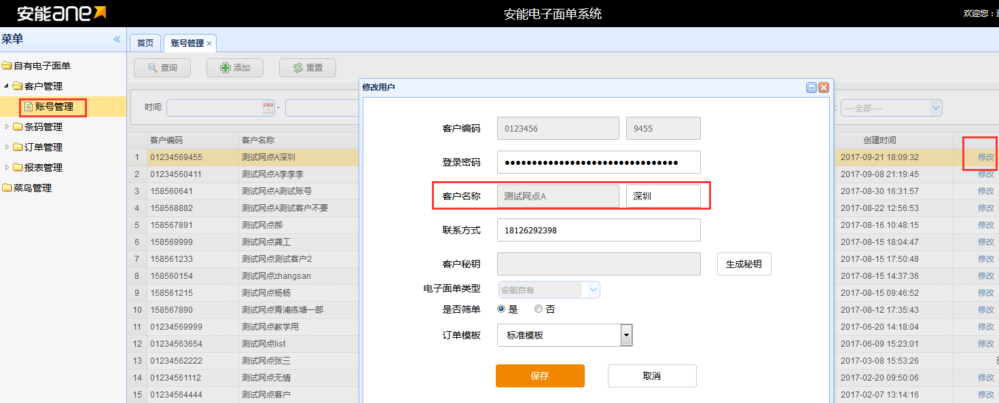 安能ane
安能电子面单系统
欢迎您：
菜单
首页
账号管理
自有电子面单
客户管理
账号管理
条码管理
订单管理
报表管理
菜鸟管理
查询
添加
重置
时间:
-
----全部----
客户编码 客户名称 创建时间
1 01234569455 测试网点A深圳 2017-09-21 18:09:32 修改
2 01234560411 测试网点A李李李 2017-09-08 21:19:45 修改
3 158560641 测试网点A测试账号 2017-08-30 16:31:57 修改
4 158568882 测试网点A测试客户不要 2017-08-22 12:56:53 修改
5 158567891 测试网点郝 2017-08-16 10:48:15 修改
6 158569999 测试网点龚工 2017-08-15 18:04:47 修改
7 158561233 测试网点测试客户2 2017-08-15 17:50:48 修改
8 158560154 测试网点zhangsan 2017-08-15 14:37:36 修改
9 158561215 测试网点杨杨 2017-08-15 09:46:52 修改
10 158567890 测试网点青浦练塘一部 2017-08-12 17:35:43 修改
11 01234569999 测试网点教学用 2017-06-20 14:18:04 修改
12 01234563654 测试网点list 2017-06-09 15:23:01 修改
13 01234562222 测试网点张三 2017-03-08 15:53:26
14 01234561112 测试网点无情 2017-02-20 09:50:06 修改
15 01234564444 测试网点客户 2017-02-07 13:14:16 修改
修改用户
客户编码 0123456 9455
登录密码 ●●●●●●●●●●●●●●●●●●●●●●●●●●●●●●●●
客户名称 测试网点A 深圳
联系方式 18126292398
客户秘钥 生成秘钥
电子面单类型 安能自有
是否筛单 是 否
订单模板 标准模板
保存 取消